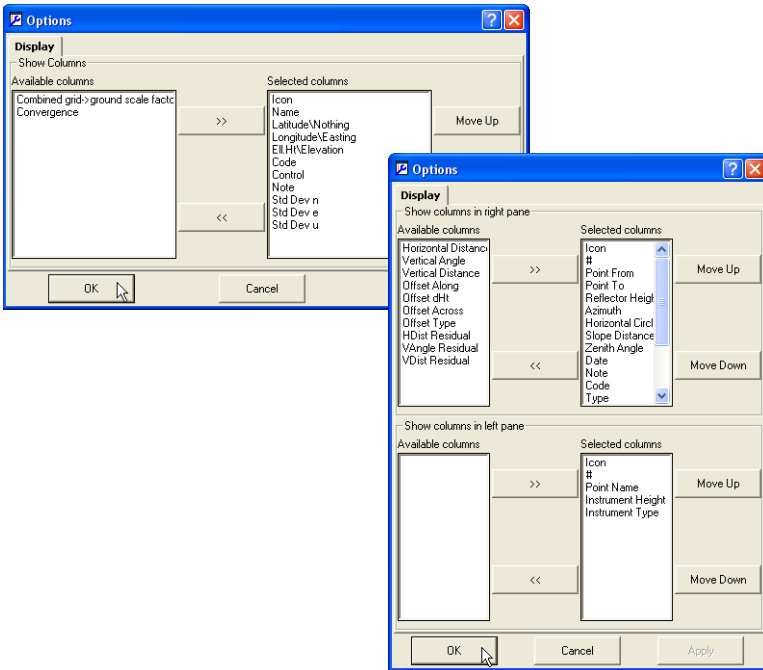 Options
Display
Show Columns
Available columns
Selected columns
Combined grid->ground scale facto
Convergence
>>
<<
Icon
Name
Latitude\Nothing
Longitude\Easting
Ell.Ht\Elevation
Code
Control
Note
Std Dev n
Std Dev e
Std Dev u
Move Up
OK
Cancel
Options
Display
Show columns in right pane
Available columns
Selected columns
Horizontal Distanc
Vertical Angle
Vertical Distance
Offset Along
Offset dHt
Offset Across
Offset Type
HDist Residual
VAngle Residual
VDist Residual
>>
<<
Icon
#
Point From
Point To
Reflector Heigh
Azimuth
Horizontal Circl
Slope Distance
Zenith Angle
Date
Note
Code
Type
Move Up
Move Down
Show columns in left pane
Available columns
Selected columns
>>
<<
Icon
#
Point Name
Instrument Height
Instrument Type
Move Up
Move Down
OK
Cancel
Apply